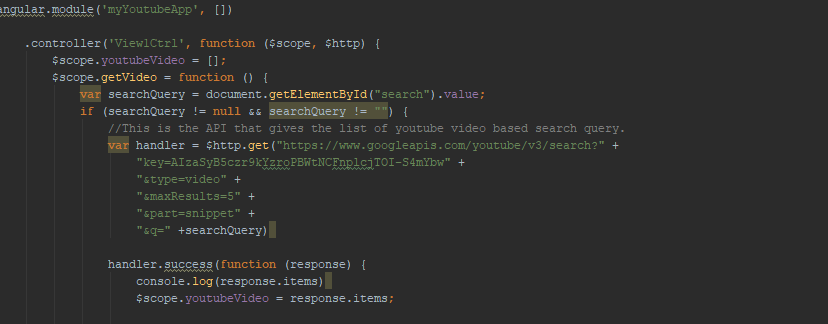 angular.module('myYoutubeApp', [])
.controller('View1Ctrl', function ($scope, $http) {
$scope.youtubeVideo = [];
$scope.getVideo = function () {
var searchQuery = document.getElementById("search").value;
if (searchQuery != null && searchQuery != "") {
//This is the API that gives the list of youtube video based search query.
var handler = $http.get("https://www.googleapis.com/youtube/v3/search?" +
"key=AIzaSyB5czr9kYzroPBWtNCFnplcjTOI-S4mYbw" +
"&type=video" +
"&maxResults=5" +
"&part=snippet" +
"&q=" +searchQuery)
handler.success(function (response) {
console.log(response.items)
$scope.youtubeVideo = response.items;